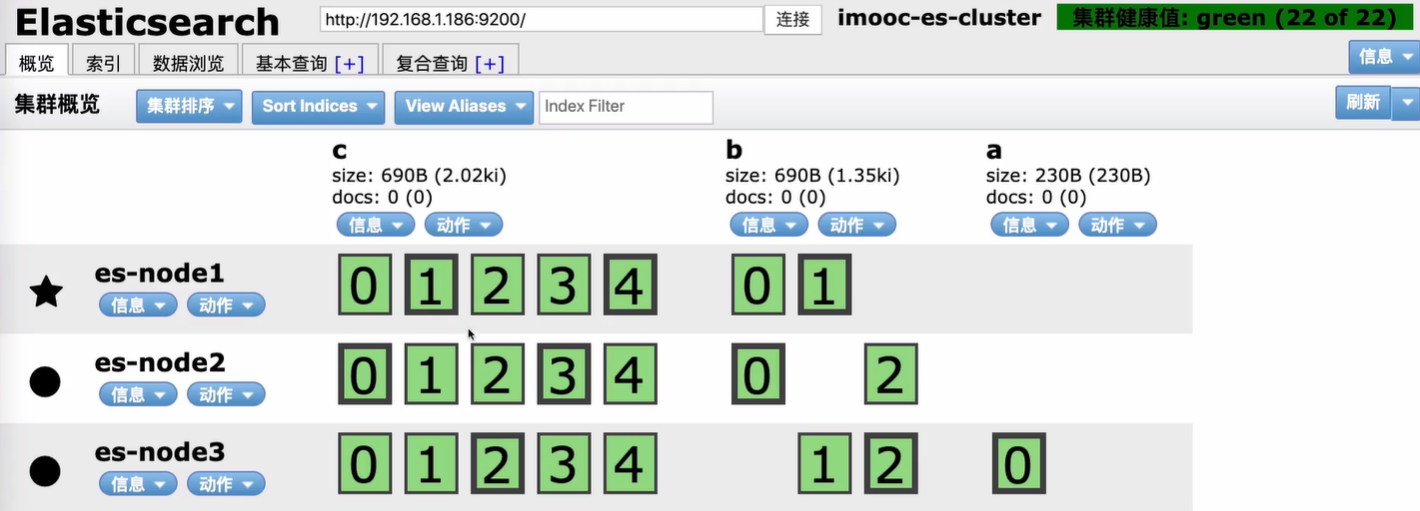 Elasticsearch http://192.168.1.186:9200/ 连接 imooc-es-cluster 集群健康值: green (22 of 22)
概览 索引 数据浏览 基本查询 [+] 复合查询 [+] 信息
集群概览 集群排序 Sort Indices View Aliases Index Filter 刷新
c b a
size: 690B (2.02ki) size: 690B (1.35ki) size: 230B (230B)
docs: 0 (0) docs: 0 (0) docs: 0 (0)
信息 动作 信息 动作 信息 动作
es-node1 0 1 2 3 4 0 1
信息 动作
es-node2 0 1 2 3 4 0 2
信息 动作
es-node3 0 1 2 3 4 1 2 0
信息 动作